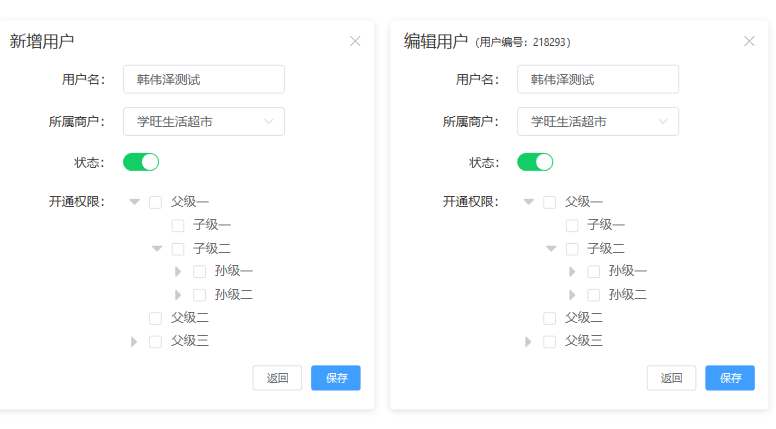 新增用户
用户名：
韩伟泽测试
所属商户：
学旺生活超市
状态：
开通权限：
父级一
子级一
子级二
孙级一
孙级二
父级二
父级三
返回
保存
编辑用户（用户编号：218293）
用户名：
韩伟泽测试
所属商户：
学旺生活超市
状态：
开通权限：
父级一
子级一
子级二
孙级一
孙级二
父级二
父级三
返回
保存